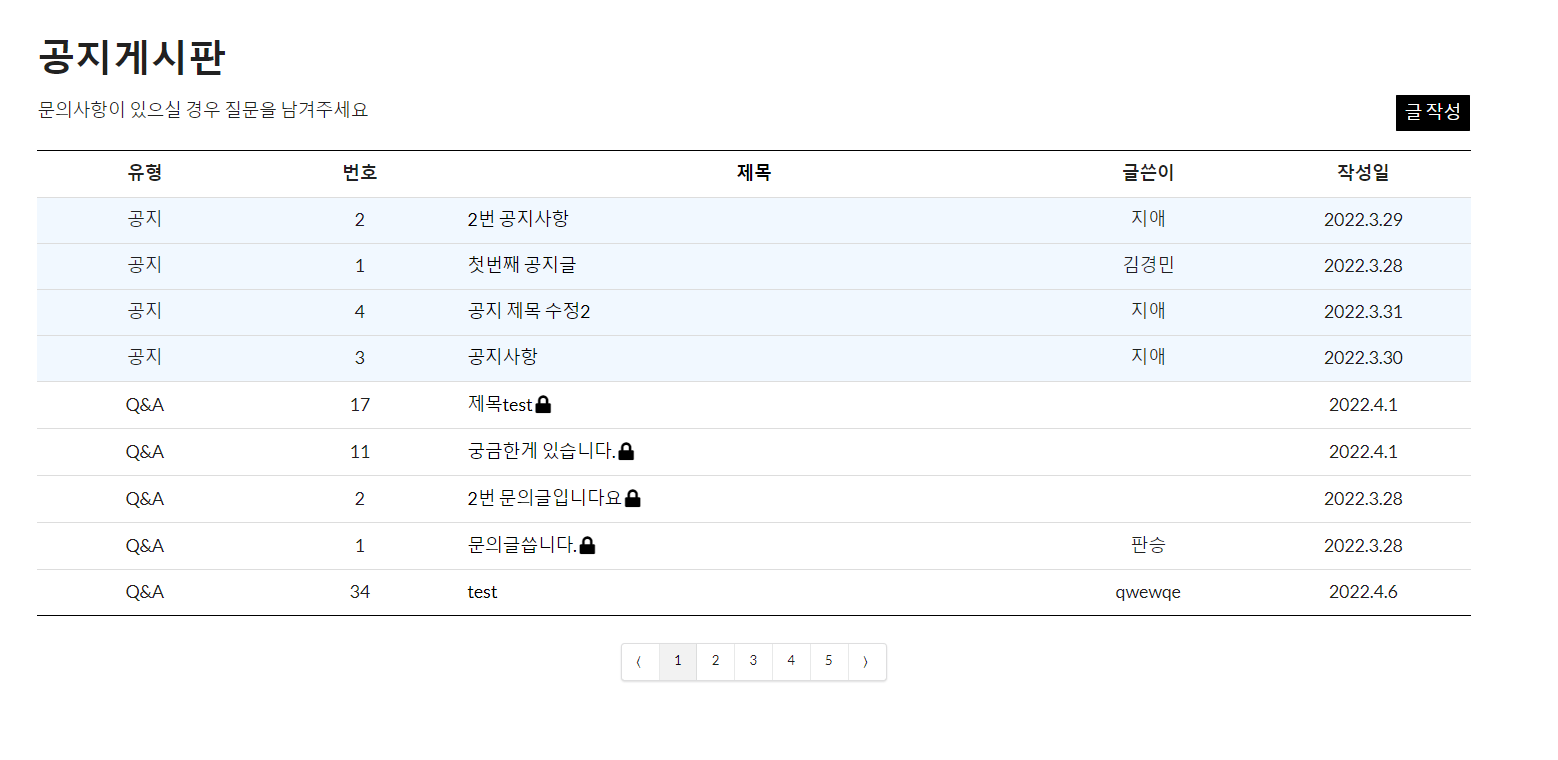 공지게시판
문의사항이 있으실 경우 질문을 남겨주세요
글 작성
유형 번호 제목 글쓴이 작성일
공지 2 2번 공지사항 지애 2022.3.29
공지 1 첫번째 공지글 김경민 2022.3.28
공지 4 공지 제목 수정2 지애 2022.3.31
공지 3 공지사항 지애 2022.3.30
Q&A 17 제목test 2022.4.1
Q&A 11 궁금한게 있습니다. 2022.4.1
Q&A 2 2번 문의글입니다요 2022.3.28
Q&A 1 문의글씁니다. 판승 2022.3.28
Q&A 34 test qwewqe 2022.4.6
⟨ 1 2 3 4 5 ⟩